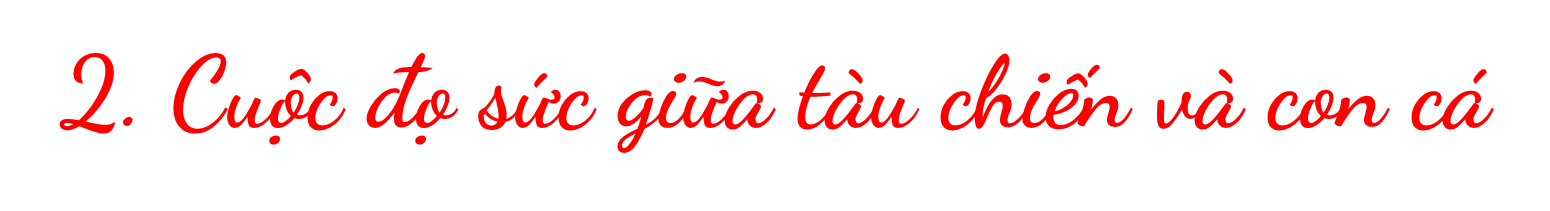 2. Cuộc đọ sức giữa tàu chiến và con cá